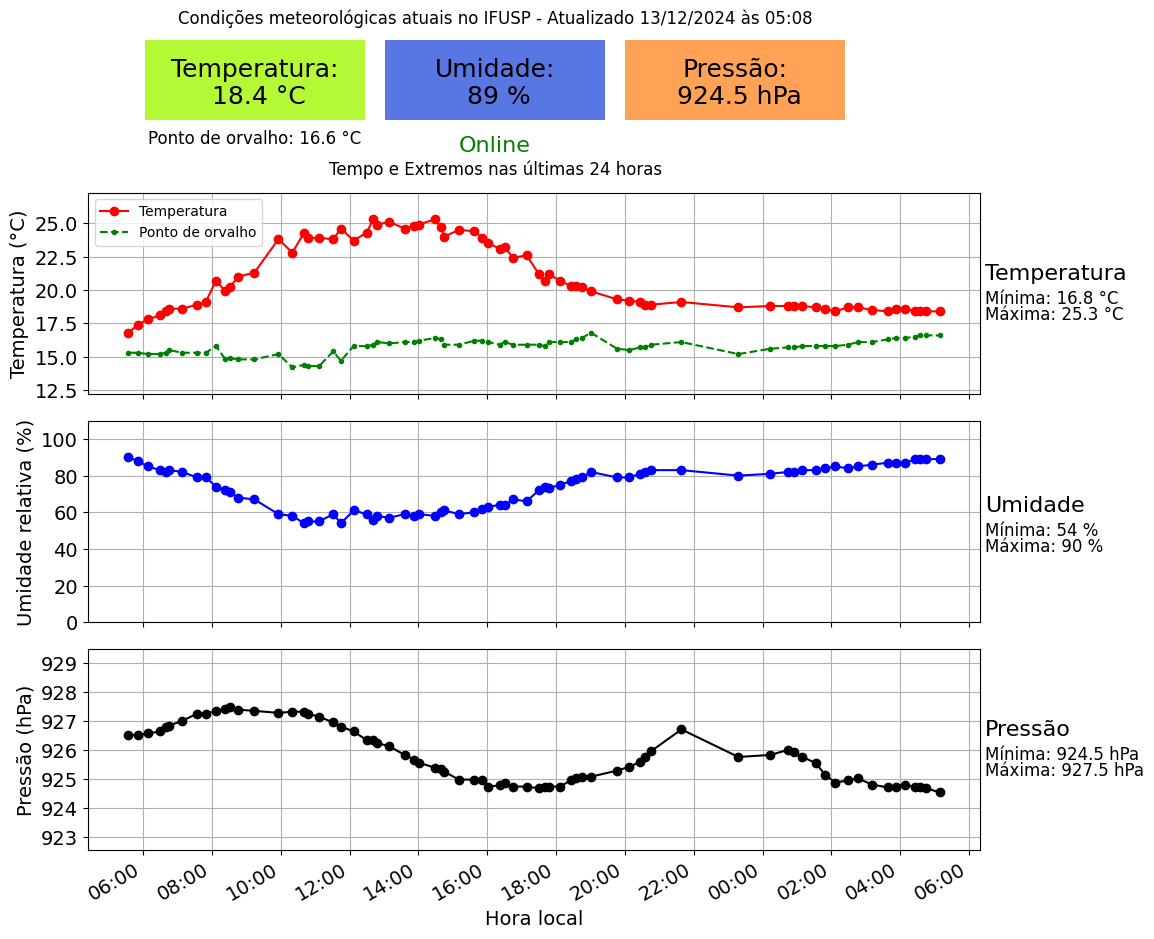 Condições meteorológicas atuais no IFUSP - Atualizado 13/12/2024 às 05:08
Temperatura:
18.4 °C
Umidade:
89 %
Pressão:
924.5 hPa
Ponto de orvalho: 16.6 °C
Online
Tempo e Extremos nas últimas 24 horas
Temperatura (°C)
25.0
22.5
20.0
17.5
15.0
12.5
Temperatura
Ponto de orvalho
Temperatura
Mínima: 16.8 °C
Máxima: 25.3 °C
Umidade relativa (%)
100
80
60
40
20
0
Umidade
Mínima: 54 %
Máxima: 90 %
Pressão (hPa)
929
928
927
926
925
924
923
Pressão
Mínima: 924.5 hPa
Máxima: 927.5 hPa
06:00
08:00
10:00
12:00
14:00
16:00
18:00
20:00
22:00
00:00
02:00
04:00
06:00
Hora local